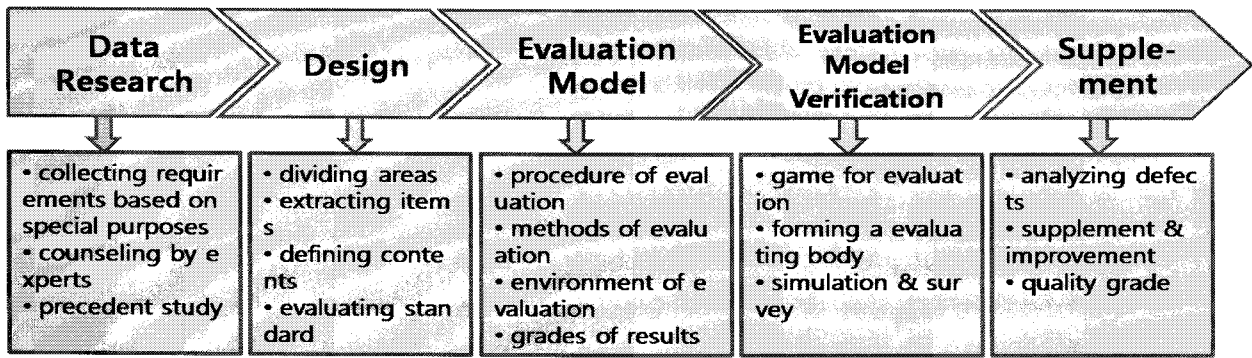 Data
Research
Design
Evaluation
Model
Evaluation
Model
Verification
Supple-
ment
• collecting requir
ements based on
special purposes
• counseling by e
xperts
• precedent study
• dividing areas
• extracting item
s
• defining conte
nts
• evaluating stan
dard
• procedure of eval
uation
• methods of evalu
ation
• environment of e
valuation
• grades of results
• game for evaluat
ion
• forming a evalua
ting body
• simulation & sur
vey
• analyzing defec
ts
• supplement &
improvement
• quality grade